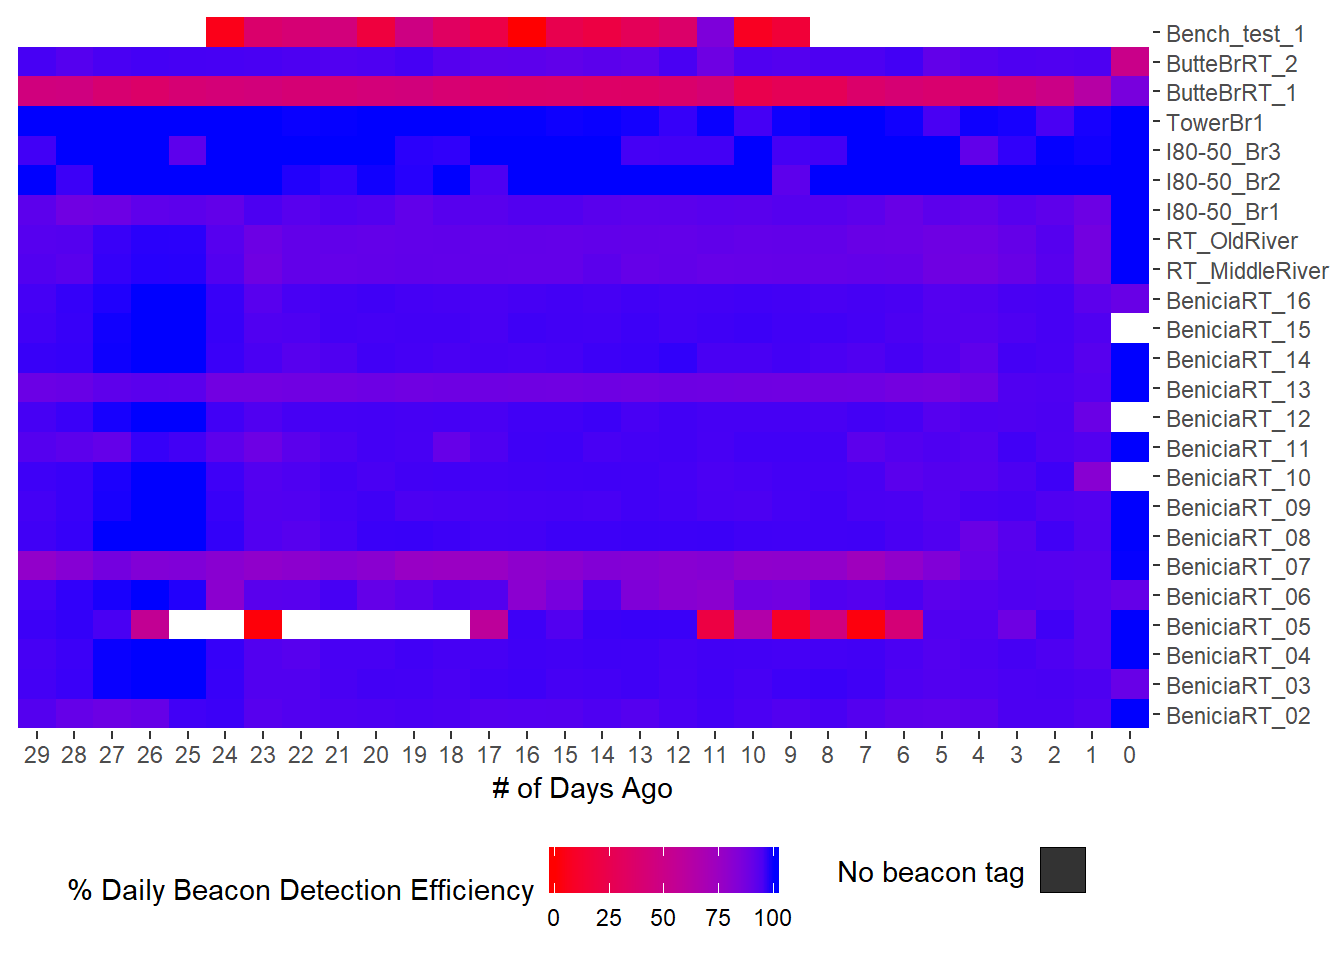 Bench_test_1
ButteBrRT_2
ButteBrRT_1
TowerBr1
I80-50_Br3
I80-50_Br2
I80-50_Br1
RT_OldRiver
RT_MiddleRiver
BeniciaRT_16
BeniciaRT_15
BeniciaRT_14
BeniciaRT_13
BeniciaRT_12
BeniciaRT_11
BeniciaRT_10
BeniciaRT_09
BeniciaRT_08
BeniciaRT_07
BeniciaRT_06
BeniciaRT_05
BeniciaRT_04
BeniciaRT_03
BeniciaRT_02
29 28 27 26 25 24 23 22 21 20 19 18 17 16 15 14 13 12 11 10 9 8 7 6 5 4 3 2 1 0
# of Days Ago
% Daily Beacon Detection Efficiency
0 25 50 75 100
No beacon tag